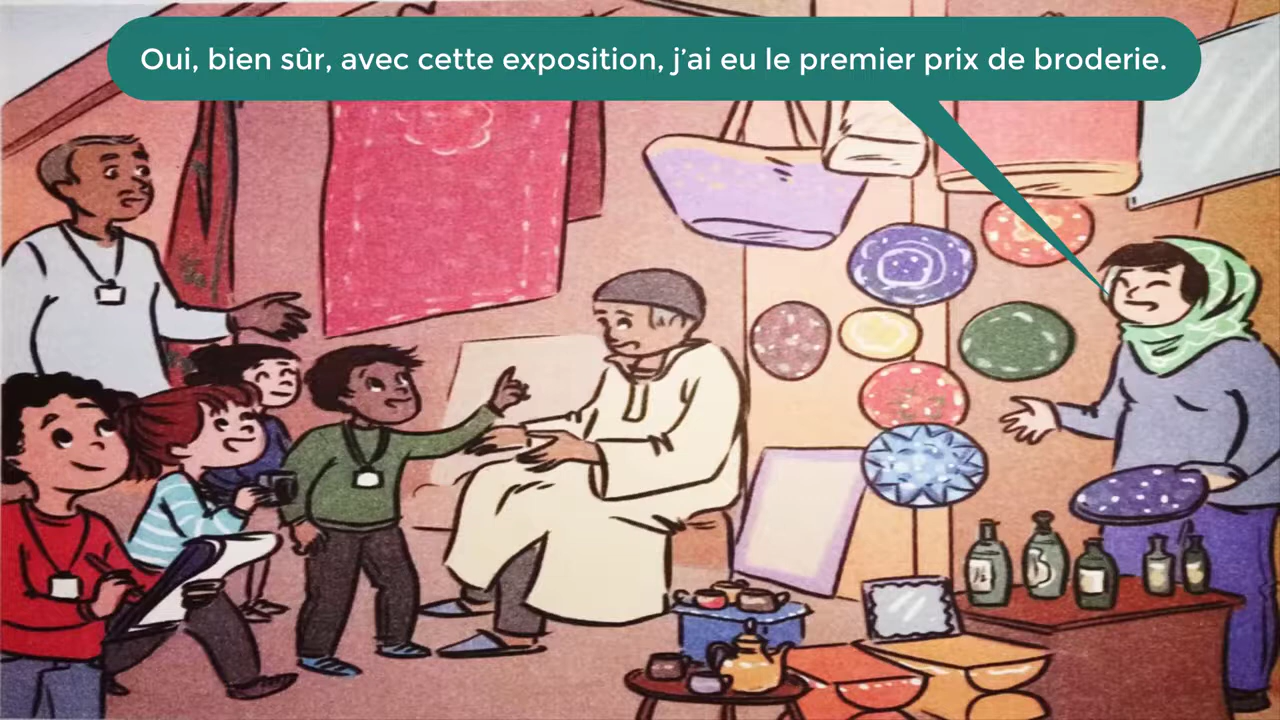 Oui, bien sûr, avec cette exposition, j’ai eu le premier prix de broderie.